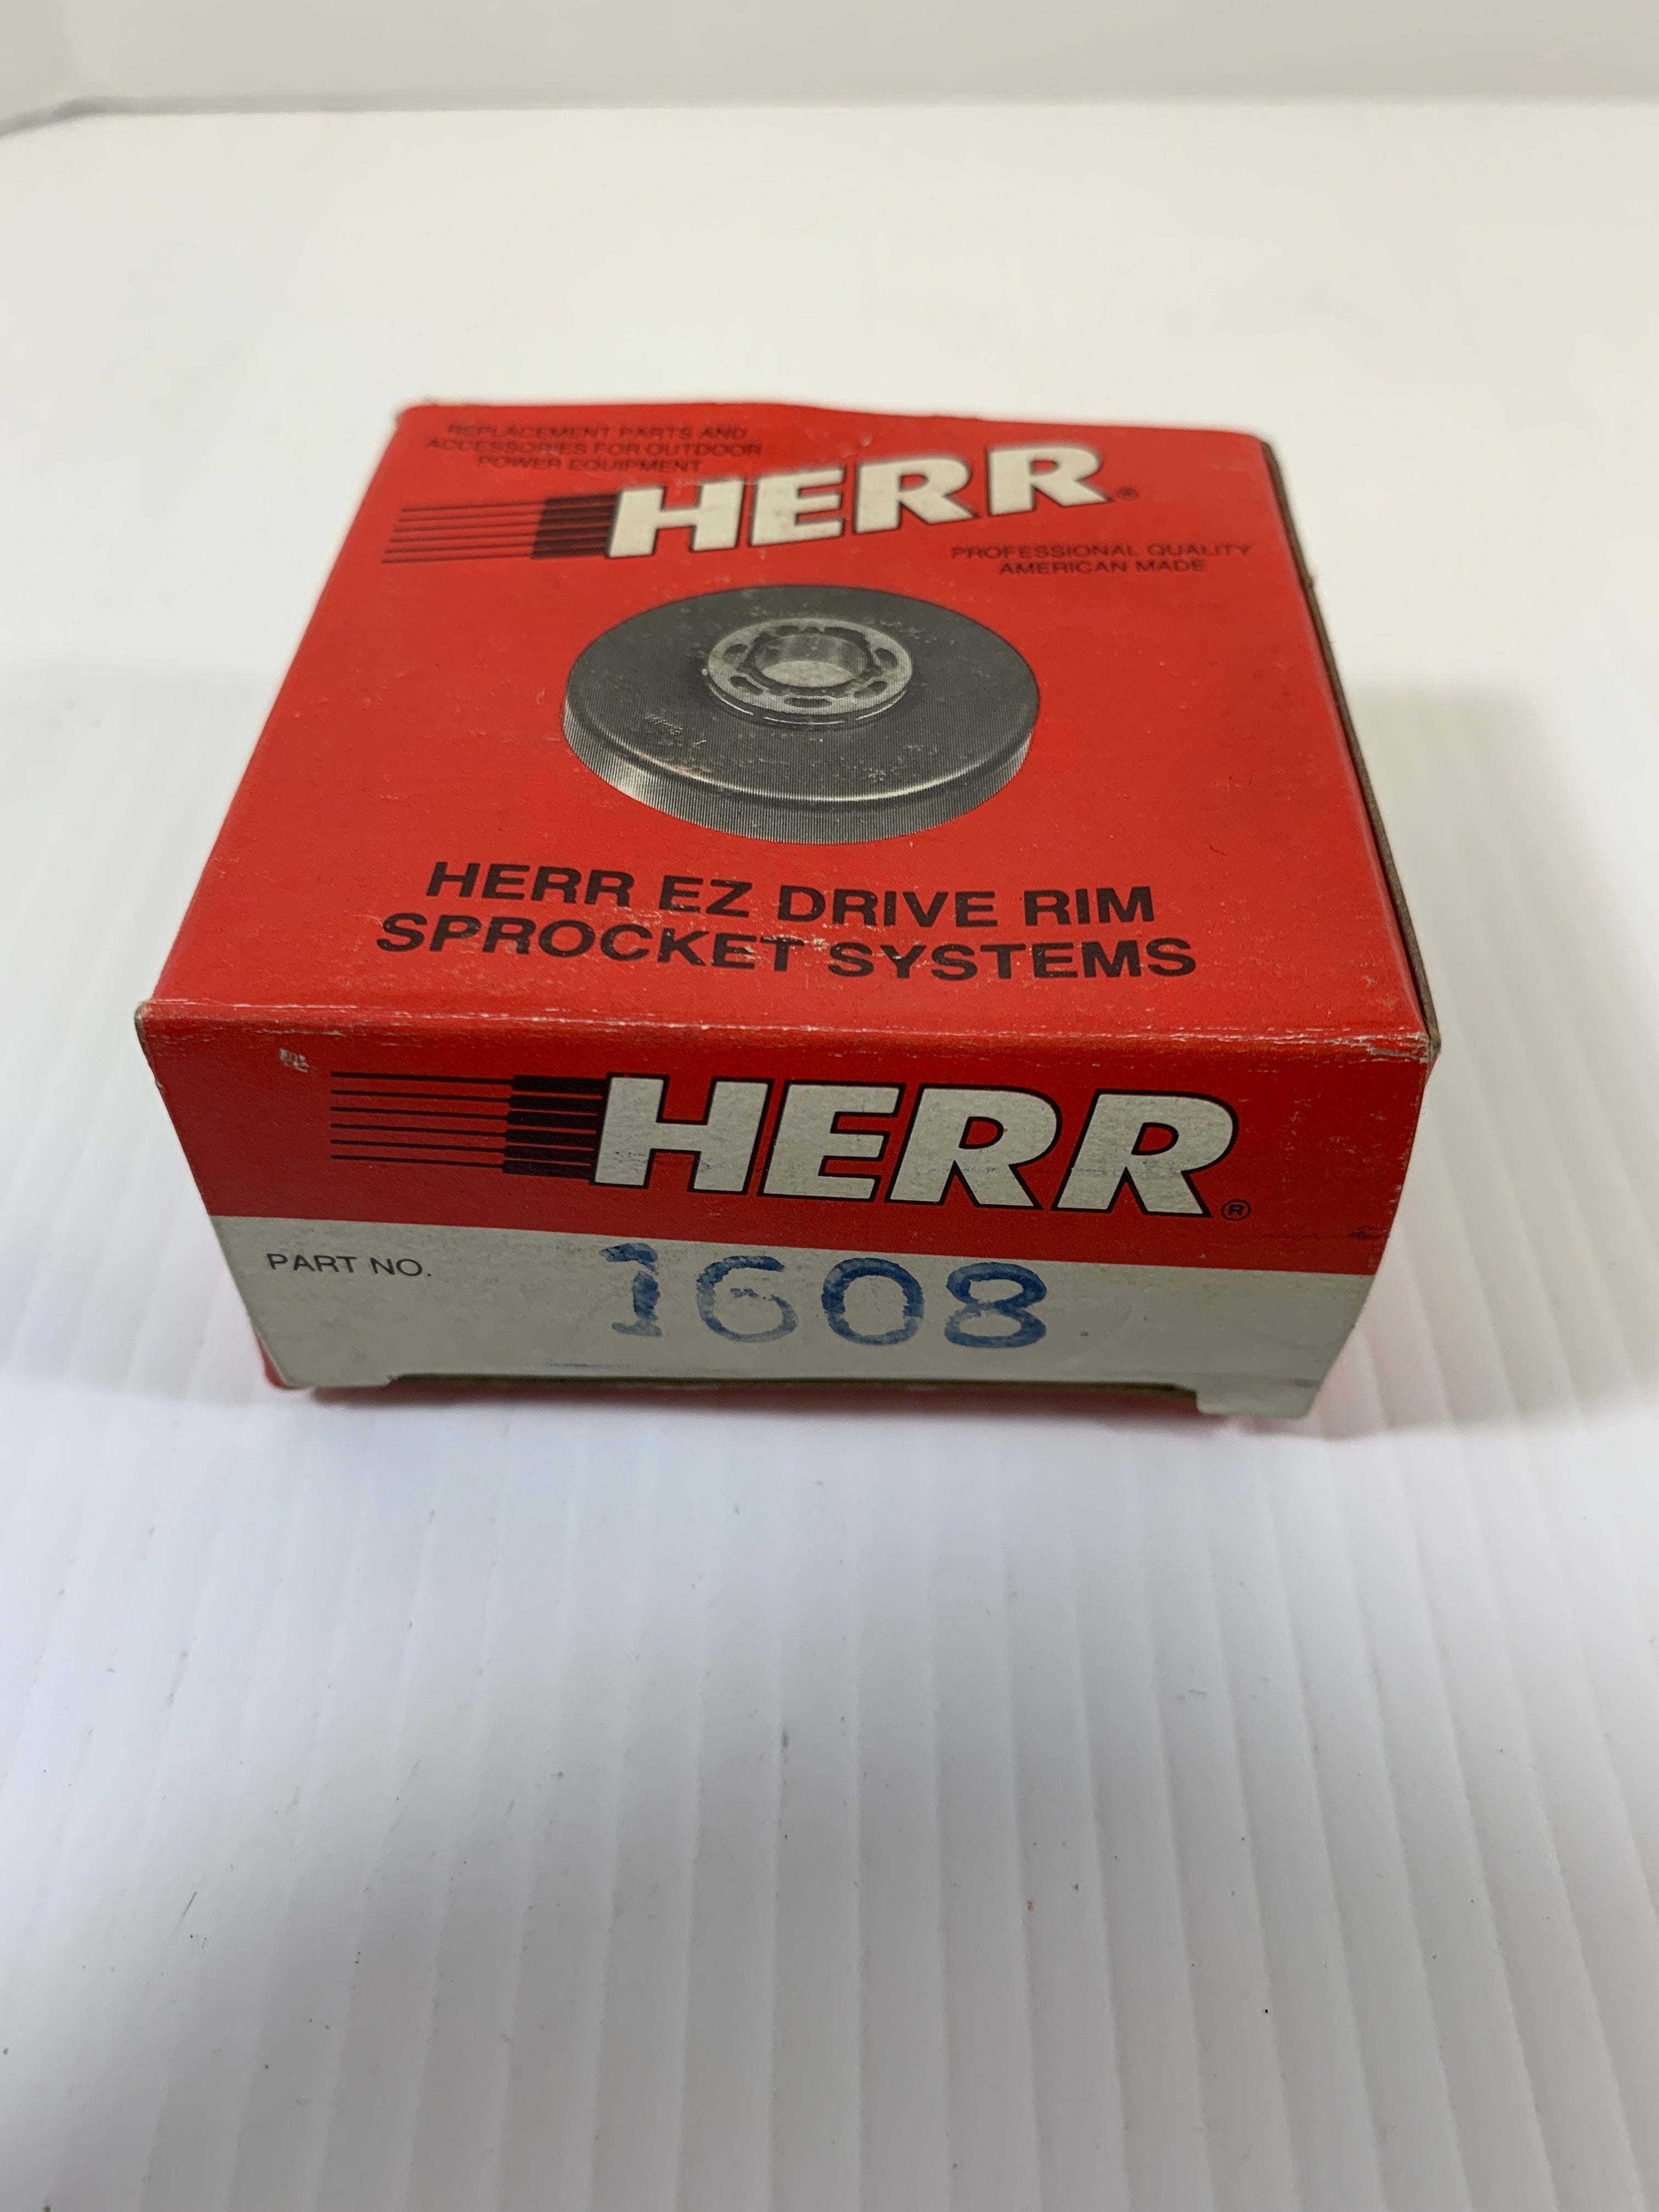 REPLACEMENT PARTS AND
ACCESSORIES FOR OUTDOOR
POWER EQUIPMENT
HERR®
PROFESSIONAL QUALITY
AMERICAN MADE
HERR EZ DRIVE RIM
SPROCKET SYSTEMS
HERR®
PART NO. 1608